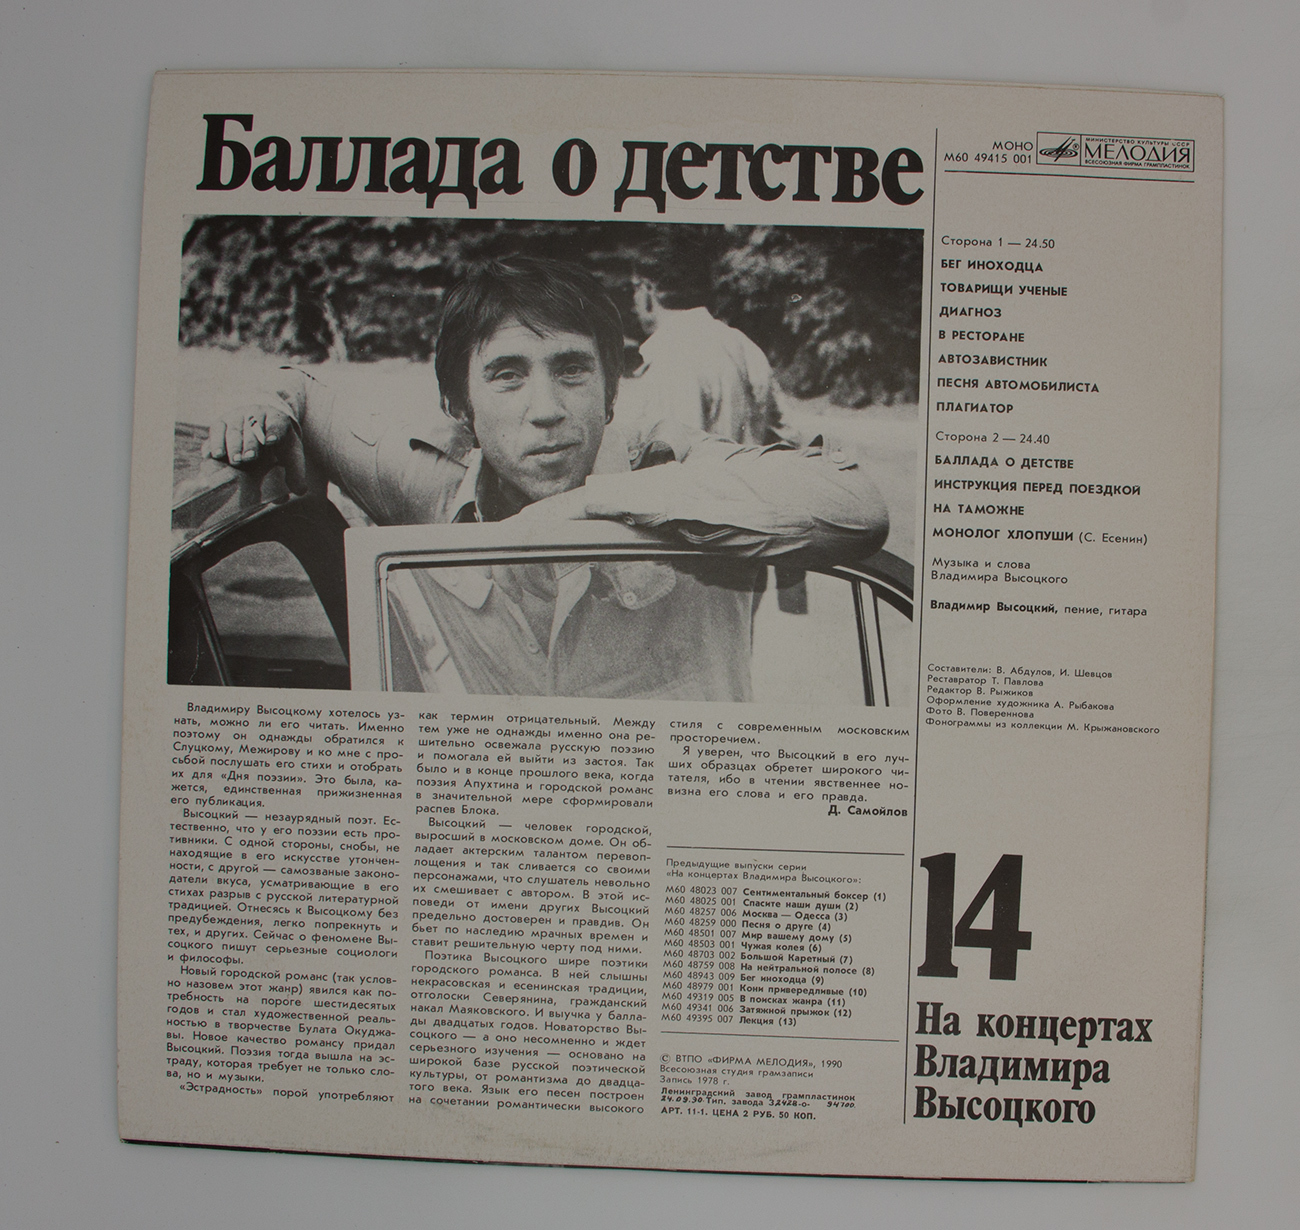 Баллада о детстве
МОНО
М60 49415 001
МИНИСТЕРСТВО КУЛЬТУРЫ СССР
МЕЛОДИЯ
ВСЕСОЮЗНАЯ ФИРМА ГРАМПЛАСТИНОК
Сторона 1 — 24.50
БЕГ ИНОХОДЦА
ТОВАРИЩИ УЧЕНЫЕ
ДИАГНОЗ
В РЕСТОРАНЕ
АВТОЗАВИСТНИК
ПЕСНЯ АВТОМОБИЛИСТА
ПЛАГИАТОР
Сторона 2 — 24.40
БАЛЛАДА О ДЕТСТВЕ
ИНСТРУКЦИЯ ПЕРЕД ПОЕЗДКОЙ
НА ТАМОЖНЕ
МОНОЛОГ ХЛОПУШИ (С. Есенин)
Музыка и слова
Владимира Высоцкого
Владимир Высоцкий, пение, гитара
Составители: В. Абдулов, И. Шевцов
Реставратор Т. Павлова
Редактор В. Рыжиков
Оформление художника А. Рыбакова
Фото В. Повереннова
Фонограммы из коллекции М. Крыжановского
Владимиру Высоцкому хотелось уз-
нать, можно ли его читать. Именно
поэтому он однажды обратился к
Слуцкому, Межирову и ко мне с про-
сьбой послушать его стихи и отобрать
их для «Дня поэзии». Это была, ка-
жется, единственная прижизненная
его публикация.
Высоцкий — незаурядный поэт. Ес-
тественно, что у его поэзии есть про-
тивники. С одной стороны, снобы, не
находящие в его искусстве утончен-
ности, с другой — самозваные законо-
датели вкуса, усматривающие в его
стихах разрыв с русской литературной
традицией. Отнесясь к Высоцкому без
предубеждения, легко попрекнуть и
тех, и других. Сейчас о феномене Вы-
соцкого пишут серьезные социологи
и философы.
Новый городской романс (так услов-
но назовем этот жанр) явился как по-
требность на пороге шестидесятых
годов и стал художественной реаль-
ностью в творчестве Булата Окуджа-
вы. Новое качество романсу придал
Высоцкий. Поэзия тогда вышла на эс-
траду, которая требует не только сло-
ва, но и музыки.
«Эстрадность» порой употребляют
как термин отрицательный. Между
тем уже не однажды именно она ре-
шительно освежала русскую поэзию
и помогала ей выйти из застоя. Так
было и в конце прошлого века, когда
поэзия Апухтина и городской романс
в значительной мере сформировали
распев Блока.
Высоцкий — человек городской,
выросший в московском доме. Он об-
ладает актерским талантом перевоп-
лощения и так сливается со своими
персонажами, что слушатель невольно
их смешивает с автором. В этой ис-
поведи от имени других Высоцкий
предельно достоверен и правдив. Он
бьет по наследию мрачных времен и
ставит решительную черту под ними.
Поэтика Высоцкого шире поэтики
городского романса. В ней слышны
некрасовская и есенинская традиции,
отголоски Северянина, гражданский
накал Маяковского. И выучка у балла-
ды двадцатых годов. Новаторство Вы-
соцкого — а оно несомненно и ждет
серьезного изучения — основано на
широкой базе русской поэтической
культуры, от романтизма до двадца-
того века. Язык его песен построен
на сочетании романтически высокого
стиля с современным московским
просторечием.
Я уверен, что Высоцкий в его луч-
ших образцах обретет широкого чи-
тателя, ибо в чтении явственнее но-
визна его слова и его правда.
Д. Самойлов
Предыдущие выпуски серии
«На концертах Владимира Высоцкого»:
М60 48023 007 Сентиментальный боксер (1)
М60 48025 001 Спасите наши души (2)
М60 48257 006 Москва — Одесса (3)
М60 48259 000 Песня о друге (4)
М60 48501 007 Мир вашему дому (5)
М60 48503 001 Чужая колея (6)
М60 48703 002 Большой Каретный (7)
М60 48759 008 На нейтральной полосе (8)
М60 48943 009 Бег иноходца (9)
М60 48979 001 Кони привередливые (10)
М60 49319 005 В поисках жанра (11)
М60 49341 006 Затяжной прыжок (12)
М60 49395 007 Лекция (13)
© ВТПО «ФИРМА МЕЛОДИЯ», 1990
Всесоюзная студия грамзаписи
Запись 1978 г.
Ленинградский завод грампластинок
24.09.90 Тип. завода
АРТ. 11-1. ЦЕНА 2 РУБ. 50 КОП.
14
На концертах
Владимира
Высоцкого